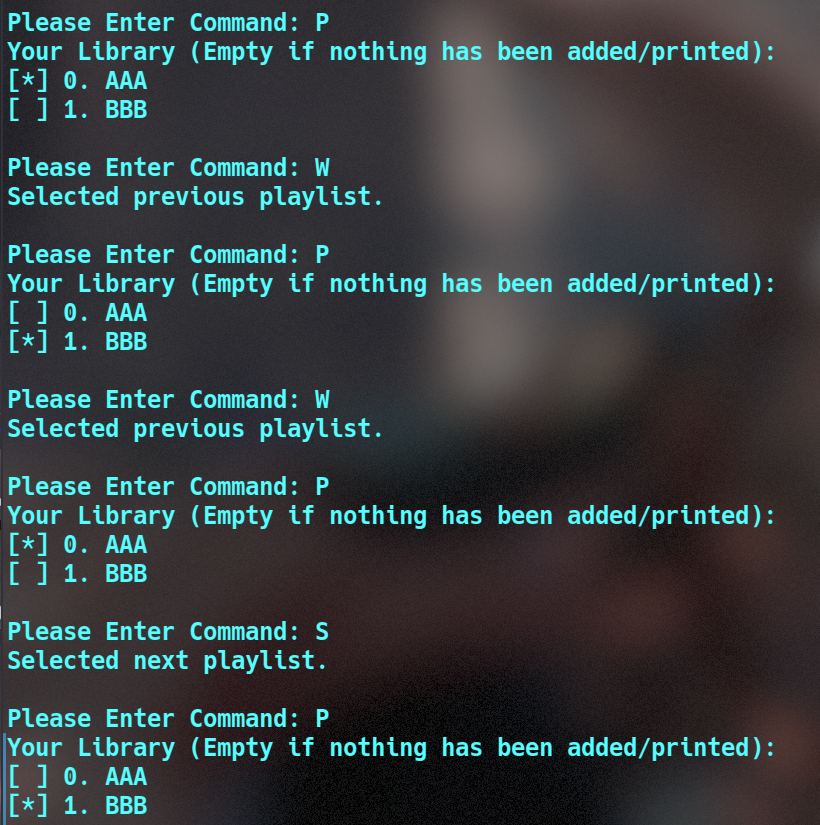 Please Enter Command: P
Your Library (Empty if nothing has been added/printed):
[*] 0. AAA
[ ] 1. BBB
Please Enter Command: W
Selected previous playlist.
Please Enter Command: P
Your Library (Empty if nothing has been added/printed):
[ ] 0. AAA
[*] 1. BBB
Please Enter Command: W
Selected previous playlist.
Please Enter Command: P
Your Library (Empty if nothing has been added/printed):
[*] 0. AAA
[ ] 1. BBB
Please Enter Command: S
Selected next playlist.
Please Enter Command: P
Your Library (Empty if nothing has been added/printed):
[ ] 0. AAA
[*] 1. BBB